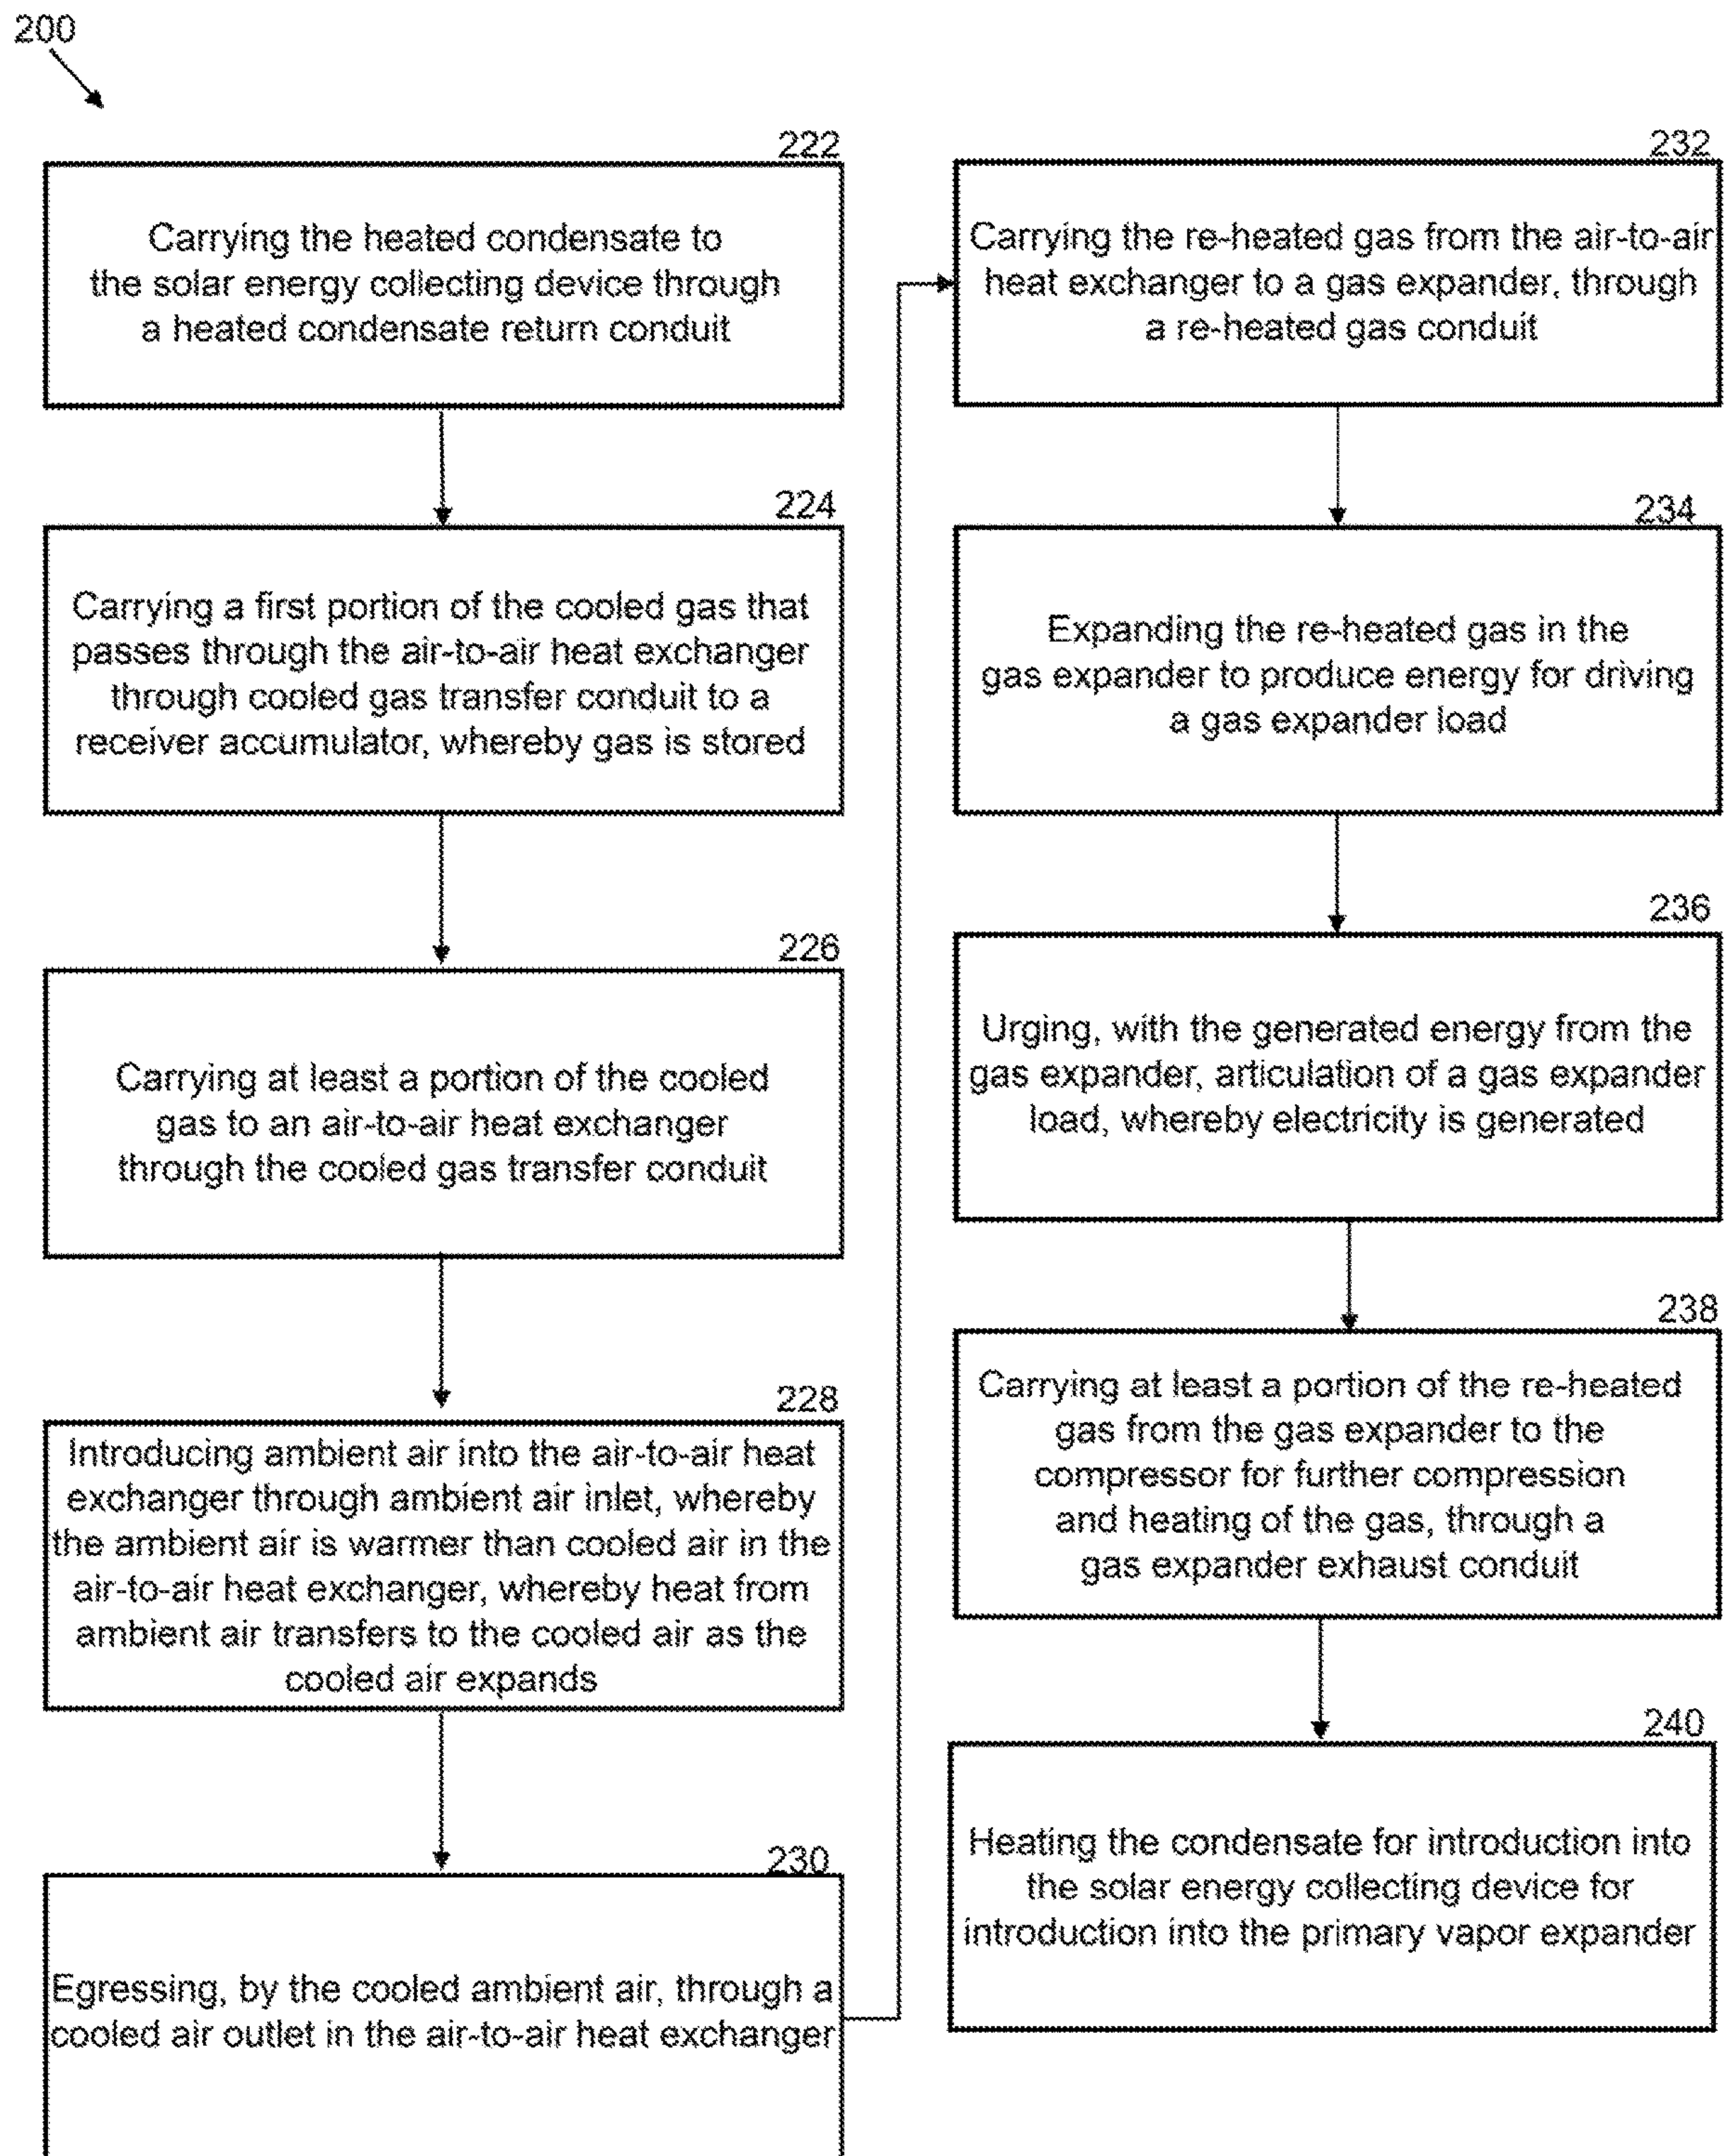 200
222
Carrying the heated condensate to
the solar energy collecting device through
a heated condensate return conduit
224
Carrying a first portion of the cooled gas that
passes through the air-to-air heat exchanger
through cooled gas transfer conduit to a
receiver accumulator, whereby gas is stored
226
Carrying at least a portion of the cooled
gas to an air-to-air heat exchanger
through the cooled gas transfer conduit
228
Introducing ambient air into the air-to-air heat
exchanger through ambient air inlet, whereby
the ambient air is warmer than cooled air in the
air-to-air heat exchanger, whereby heat from
ambient air transfers to the cooled air as the
cooled air expands
230
Egressing, by the cooled ambient air, through a
cooled air outlet in the air-to-air heat exchanger
232
Carrying the re-heated gas from the air-to-air
heat exchanger to a gas expander, through
a re-heated gas conduit
234
Expanding the re-heated gas in the
gas expander to produce energy for driving
a gas expander load
236
Urging, with the generated energy from the
gas expander, articulation of a gas expander
load, whereby electricity is generated
238
Carrying at least a portion of the re-heated
gas from the gas expander to the
compressor for further compression
and heating of the gas, through a
gas expander exhaust conduit
240
Heating the condensate for introduction into
the solar energy collecting device for
introduction into the primary vapor expander